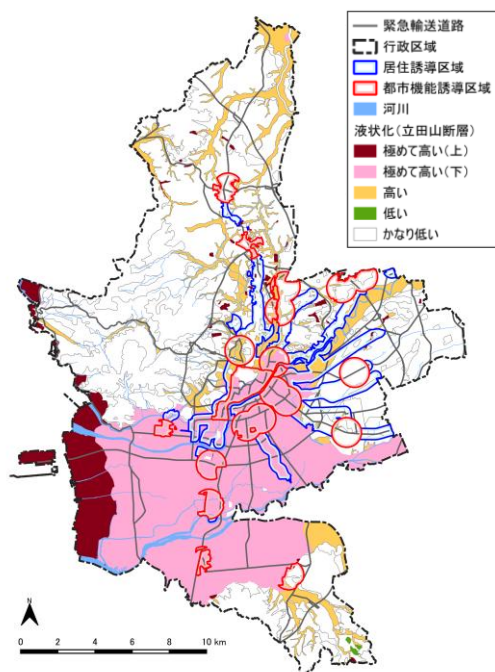 緊急輸送道路
行政区域
居住誘導区域
都市機能誘導区域
河川
液状化(立田山断層)
極めて高い(上)
極めて高い(下)
高い
低い
かなり低い
N
0 2 4 6 8 10 km